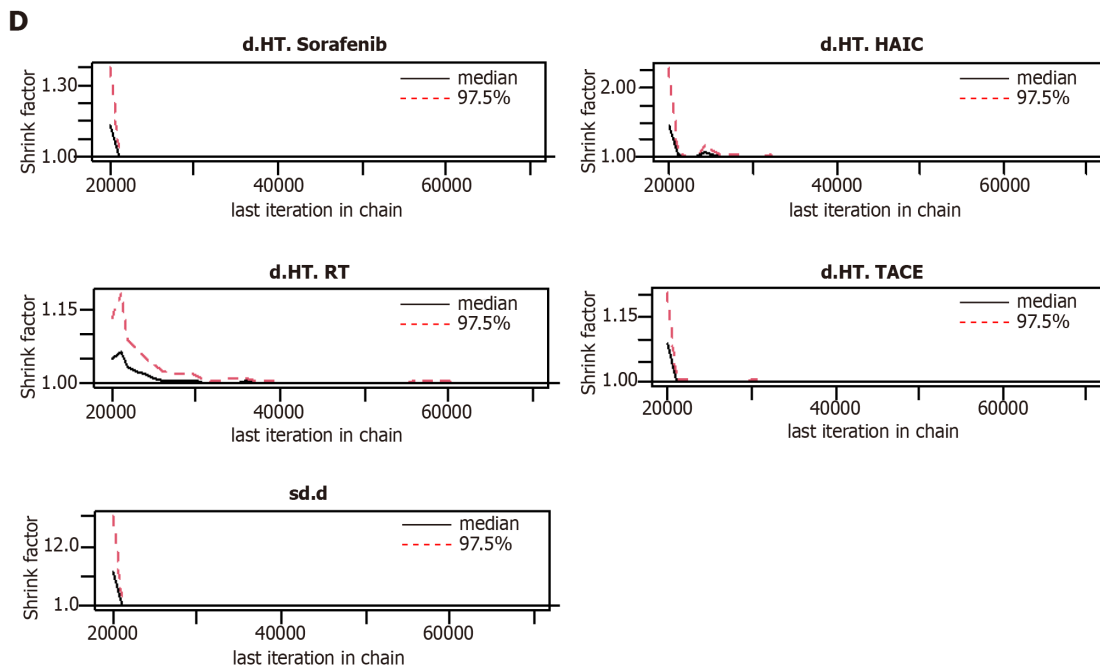 D
d.HT. Sorafenib
Shrink factor
1.30
1.00
median
97.5%
20000 40000 60000
last iteration in chain
d.HT. HAIC
Shrink factor
2.00
1.00
median
97.5%
20000 40000 60000
last iteration in chain
d.HT. RT
Shrink factor
1.15
1.00
median
97.5%
20000 40000 60000
last iteration in chain
d.HT. TACE
Shrink factor
1.15
1.00
median
97.5%
20000 40000 60000
last iteration in chain
sd.d
Shrink factor
12.0
1.0
median
97.5%
20000 40000 60000
last iteration in chain